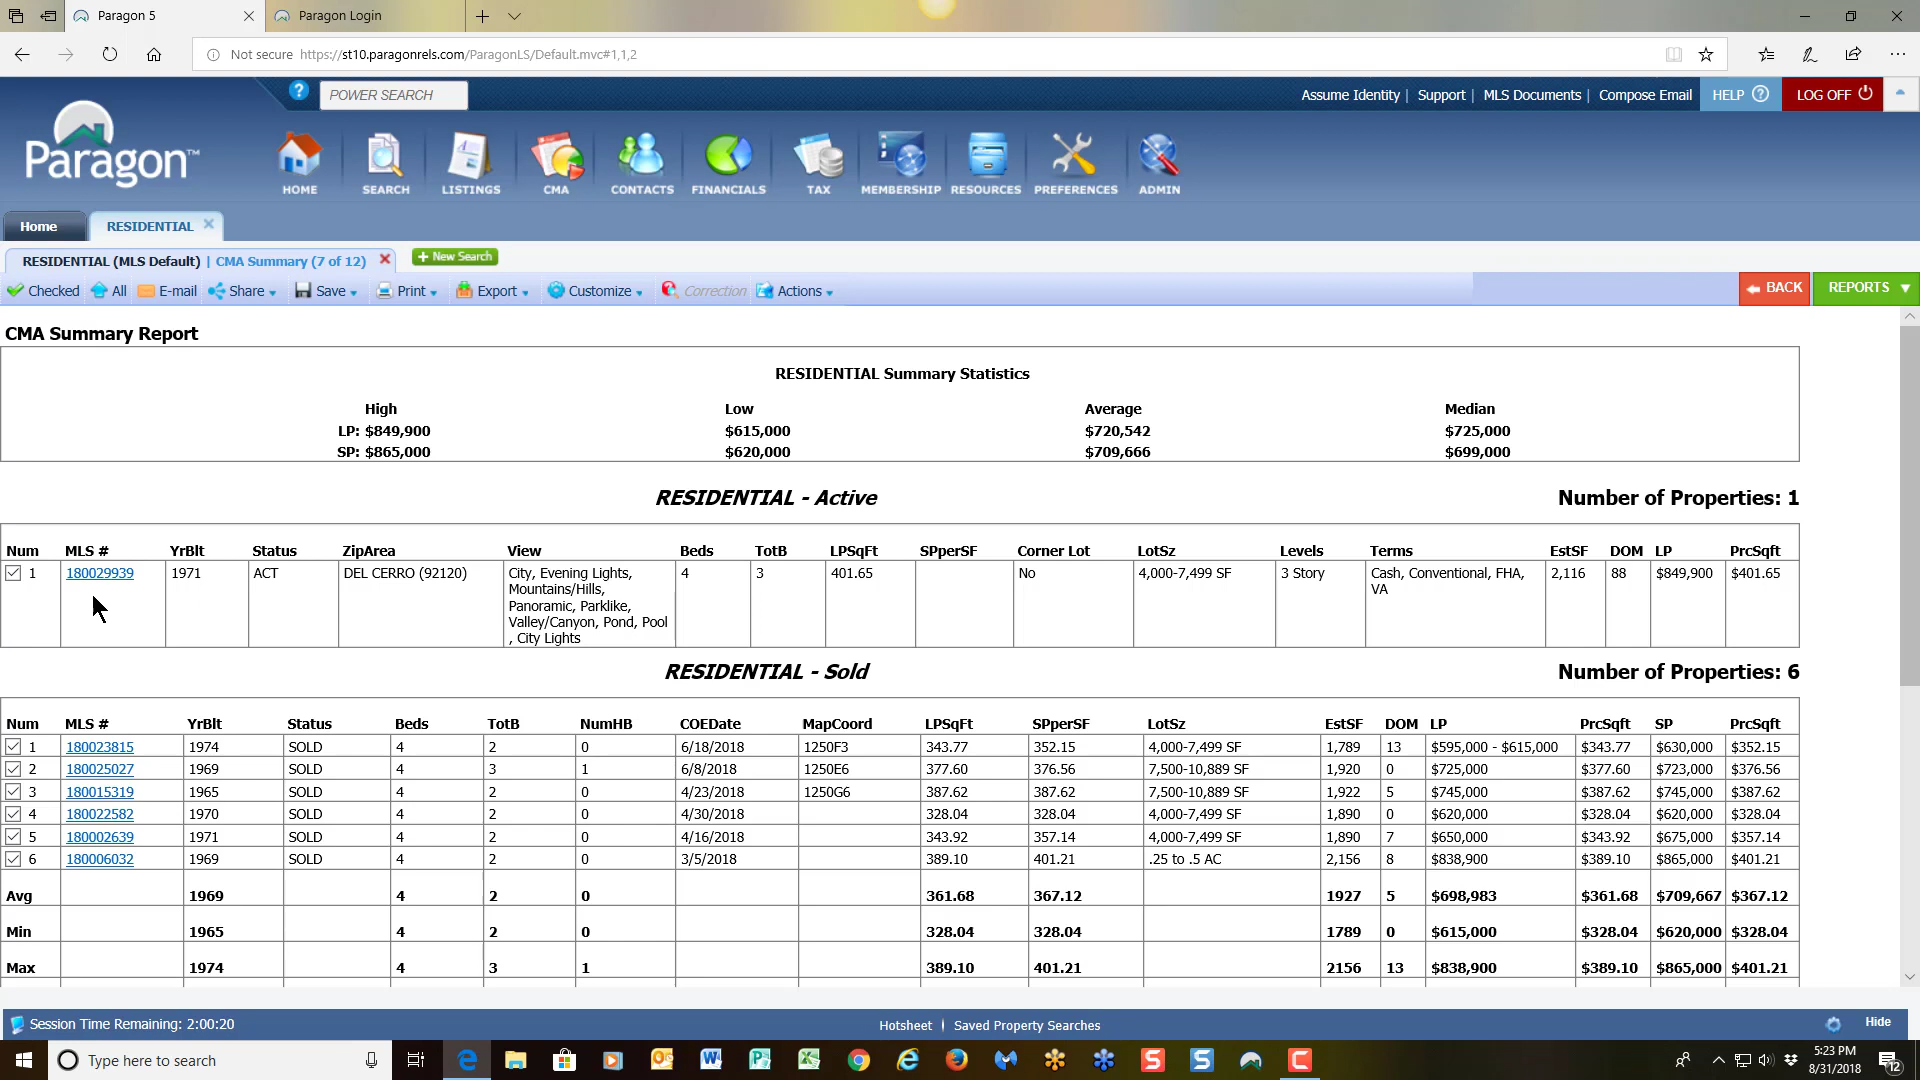 Paragon 5
Paragon Login
Not secure https://st10.paragonrels.com/ParagonLS/Default.mvc#1,1,2
POWER SEARCH
Assume Identity | Support | MLS Documents | Compose Email HELP LOG OFF
Paragon™
HOME SEARCH LISTINGS CMA CONTACTS FINANCIALS TAX MEMBERSHIP RESOURCES PREFERENCES ADMIN
Home RESIDENTIAL
RESIDENTIAL (MLS Default) | CMA Summary (7 of 12) New Search
Checked All E-mail Share Save Print Export Customize Correction Actions BACK REPORTS
CMA Summary Report
RESIDENTIAL Summary Statistics
High Low Average Median
LP: $849,900 $615,000 $720,542 $725,000
SP: $865,000 $620,000 $709,666 $699,000
RESIDENTIAL - Active Number of Properties: 1
Num MLS # YrBlt Status ZipArea View Beds TotB LPSqFt SPperSF Corner Lot LotSz Levels Terms EstSF DOM LP PrcSqft
1 180029939 1971 ACT DEL CERRO (92120) City, Evening Lights, 4 3 401.65 No 4,000-7,499 SF 3 Story Cash, Conventional, FHA, 2,116 88 $849,900 $401.65
Mountains/Hills, VA
Panoramic, Parklike,
Valley/Canyon, Pond, Pool
, City Lights
RESIDENTIAL - Sold Number of Properties: 6
Num MLS # YrBlt Status Beds TotB NumHB COEDate MapCoord LPSqFt SPperSF LotSz EstSF DOM LP PrcSqft SP PrcSqft
1 180023815 1974 SOLD 4 2 0 6/18/2018 1250F3 343.77 352.15 4,000-7,499 SF 1,789 13 $595,000 - $615,000 $343.77 $630,000 $352.15
2 180025027 1969 SOLD 4 3 1 6/8/2018 1250E6 377.60 376.56 7,500-10,889 SF 1,920 0 $725,000 $377.60 $723,000 $376.56
3 180015319 1965 SOLD 4 2 0 4/23/2018 1250G6 387.62 387.62 7,500-10,889 SF 1,922 5 $745,000 $387.62 $745,000 $387.62
4 180022582 1970 SOLD 4 2 0 4/30/2018 328.04 328.04 4,000-7,499 SF 1,890 0 $620,000 $328.04 $620,000 $328.04
5 180002639 1971 SOLD 4 2 0 4/16/2018 343.92 357.14 4,000-7,499 SF 1,890 7 $650,000 $343.92 $675,000 $357.14
6 180006032 1969 SOLD 4 2 0 3/5/2018 389.10 401.21 .25 to .5 AC 2,156 8 $838,900 $389.10 $865,000 $401.21
Avg 1969 4 2 0 361.68 367.12 1927 5 $698,983 $361.68 $709,667 $367.12
Min 1965 4 2 0 328.04 328.04 1789 0 $615,000 $328.04 $620,000 $328.04
Max 1974 4 3 1 389.10 401.21 2156 13 $838,900 $389.10 $865,000 $401.21
Session Time Remaining: 2:00:20 Hotsheet | Saved Property Searches Hide
Type here to search
5:23 PM
8/31/2018
12